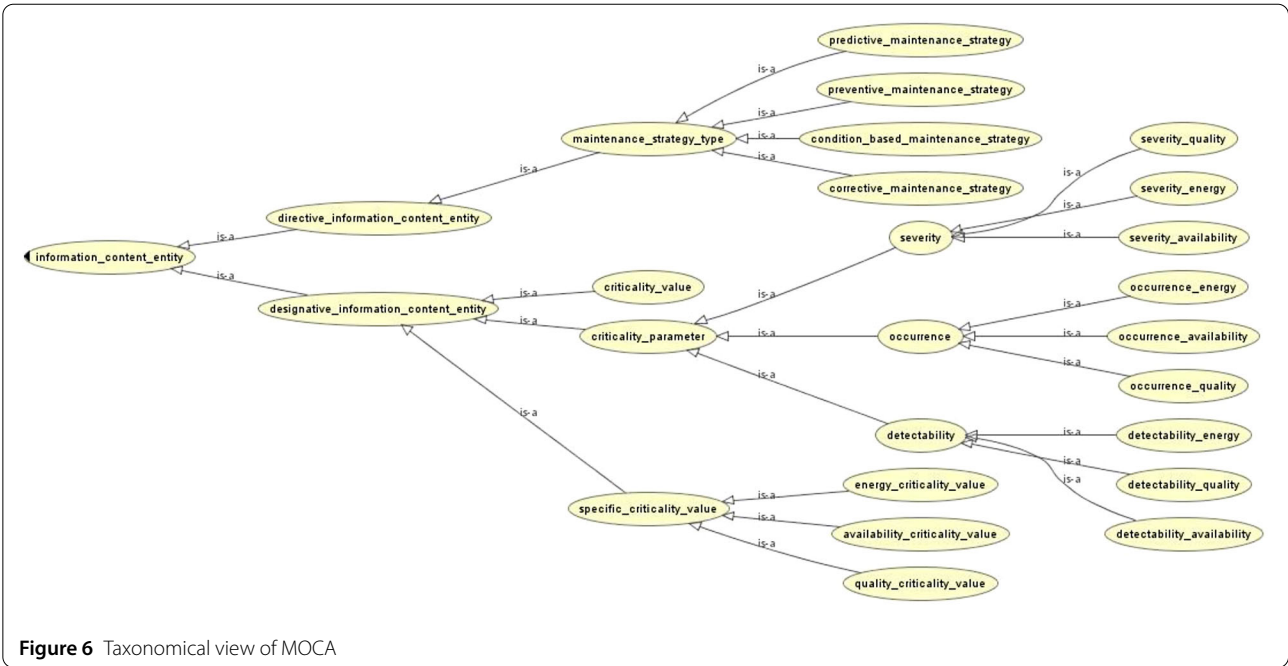 predictive_maintenance_strategy
is-a
preventive_maintenance_strategy
is-a
maintenance_strategy_type
is-a
condition_based_maintenance_strategy
severity_quality
is-a
corrective_maintenance_strategy
is-a
is-a
severity_energy
is-a
directive_information_content_entity
is-a
severity
is-a
severity_availability
information_content_entity
is-a
criticality_value
is-a
is-a
occurrence_energy
is-a
designative_information_content_entity
is-a
criticality_parameter
is-a
occurrence
is-a
occurrence_availability
is-a
occurrence_quality
is-a
is-a
detectability
is-a
detectability_energy
is-a
energy_criticality_value
is-a
detectability_quality
is-a
specific_criticality_value
is-a
availability_criticality_value
detectability_availability
is-a
quality_criticality_value
Figure 6 Taxonomical view of MOCA